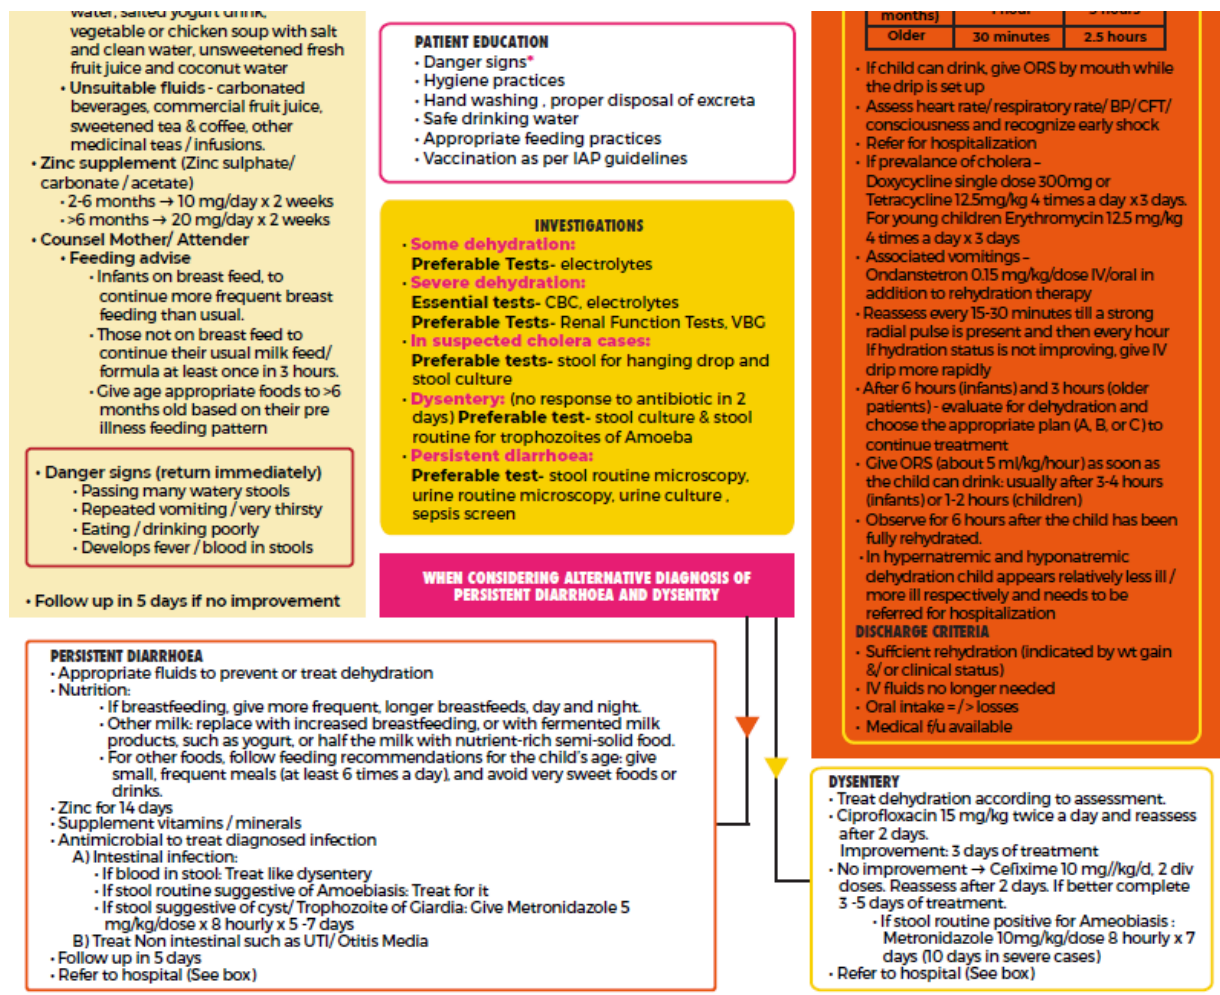 water, salted yogurt drink,
vegetable or chicken soup with salt
and clean water, unsweetened fresh
fruit juice and coconut water
• Unsuitable fluids - carbonated
beverages, commercial fruit juice,
sweetened tea & coffee, other
medicinal teas / infusions.
• Zinc supplement (Zinc sulphate/
carbonate / acetate)
• 2-6 months → 10 mg/day x 2 weeks
• >6 months → 20 mg/day x 2 weeks
• Counsel Mother/ Attender
• Feeding advise
• Infants on breast feed, to
continue more frequent breast
feeding than usual.
• Those not on breast feed to
continue their usual milk feed/
formula at least once in 3 hours.
• Give age appropriate foods to >6
months old based on their pre
illness feeding pattern
• Danger signs (return immediately)
• Passing many watery stools
• Repeated vomiting / very thirsty
• Eating / drinking poorly
• Develops fever / blood in stools
• Follow up in 5 days if no improvement
PATIENT EDUCATION
• Danger signs*
• Hygiene practices
• Hand washing , proper disposal of excreta
• Safe drinking water
• Appropriate feeding practices
• Vaccination as per IAP guidelines
INVESTIGATIONS
• Some dehydration:
Preferable Tests- electrolytes
• Severe dehydration:
Essential tests- CBC, electrolytes
Preferable Tests- Renal Function Tests, VBG
• In suspected cholera cases:
Preferable tests- stool for hanging drop and
stool culture
• Dysentery: (no response to antibiotic in 2
days) Preferable test- stool culture & stool
routine for trophozoites of Amoeba
• Persistent diarrhoea:
Preferable test- stool routine microscopy,
urine routine microscopy, urine culture ,
sepsis screen
WHEN CONSIDERING ALTERNATIVE DIAGNOSIS OF
PERSISTENT DIARRHOEA AND DYSENTRY
months) 1 hour 5 hours
Older 30 minutes 2.5 hours
• If child can drink, give ORS by mouth while
the drip is set up
• Assess heart rate/ respiratory rate/ BP/ CFT/
consciousness and recognize early shock
• Refer for hospitalization
• If prevalance of cholera –
Doxycycline single dose 300mg or
Tetracycline 12.5mg/kg 4 times a day x 3 days.
For young children Erythromycin 12.5 mg/kg
4 times a day x 3 days
• Associated vomitings –
Ondanstetron 0.15 mg/kg/dose IV/oral in
addition to rehydration therapy
• Reassess every 15-30 minutes till a strong
radial pulse is present and then every hour
If hydration status is not improving, give IV
drip more rapidly
• After 6 hours (infants) and 3 hours (older
patients) - evaluate for dehydration and
choose the appropriate plan (A, B, or C) to
continue treatment
• Give ORS (about 5 ml/kg/hour) as soon as
the child can drink: usually after 3-4 hours
(infants) or 1-2 hours (children)
• Observe for 6 hours after the child has been
fully rehydrated.
• In hypernatremic and hyponatremic
dehydration child appears relatively less ill /
more ill respectively and needs to be
referred for hospitalization
DISCHARGE CRITERIA
• Suffcient rehydration (indicated by wt gain
&/ or clinical status)
• IV fluids no longer needed
• Oral intake = / > losses
• Medical f/u available
PERSISTENT DIARRHOEA
• Appropriate fluids to prevent or treat dehydration
• Nutrition:
• If breastfeeding, give more frequent, longer breastfeeds, day and night.
• Other milk: replace with increased breastfeeding, or with fermented milk
products, such as yogurt, or half the milk with nutrient-rich semi-solid food.
• For other foods, follow feeding recommendations for the child's age: give
small, frequent meals (at least 6 times a day), and avoid very sweet foods or
drinks.
• Zinc for 14 days
• Supplement vitamins / minerals
• Antimicrobial to treat diagnosed infection
A) Intestinal infection:
• If blood in stool: Treat like dysentery
• If stool routine suggestive of Amoebiasis: Treat for it
• If stool suggestive of cyst/ Trophozoite of Giardia: Give Metronidazole 5
mg/kg/dose x 8 hourly x 5 -7 days
B) Treat Non intestinal such as UTI/ Otitis Media
• Follow up in 5 days
• Refer to hospital (See box)
DYSENTERY
• Treat dehydration according to assessment.
• Ciprofloxacin 15 mg/kg twice a day and reassess
after 2 days.
Improvement: 3 days of treatment
• No improvement → Cefixime 10 mg//kg/d, 2 div
doses. Reassess after 2 days. If better complete
3 -5 days of treatment.
• If stool routine positive for Ameobiasis :
Metronidazole 10mg/kg/dose 8 hourly x 7
days (10 days in severe cases)
• Refer to hospital (See box)